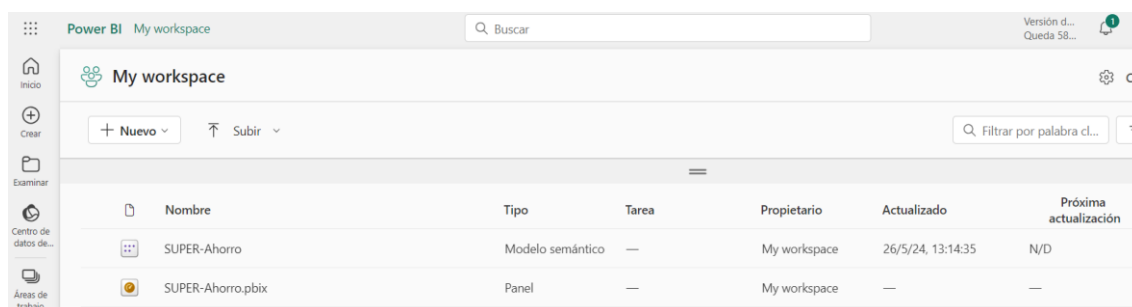 Power BI My workspace
Buscar
Versión d...
Queda 58...
1
Inicio
My workspace
Crear
+ Nuevo
Subir
Filtrar por palabra cl...
Examinar
Centro de
datos de...
Nombre Tipo Tarea Propietario Actualizado Próxima
actualización
SUPER-Ahorro Modelo semántico — My workspace 26/5/24, 13:14:35 N/D
SUPER-Ahorro.pbix Panel — My workspace — —
Áreas de
trabajo